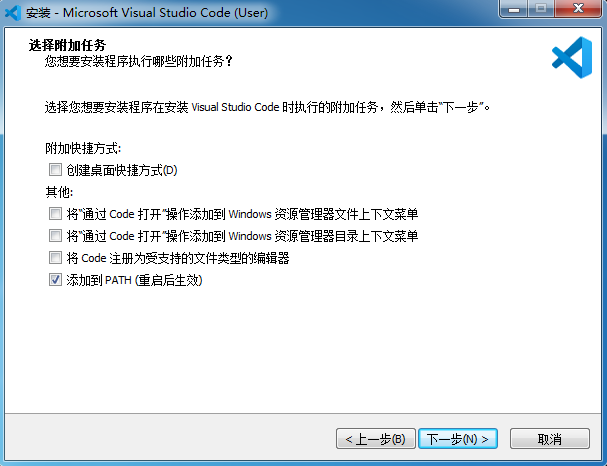 安装 - Microsoft Visual Studio Code (User)
选择附加任务
您想要安装程序执行哪些附加任务？
选择您想要安装程序在安装 Visual Studio Code 时执行的附加任务，然后单击“下一步”。
附加快捷方式:
创建桌面快捷方式(D)
其他:
将“通过 Code 打开”操作添加到 Windows 资源管理器文件上下文菜单
将“通过 Code 打开”操作添加到 Windows 资源管理器目录上下文菜单
将 Code 注册为受支持的文件类型的编辑器
添加到 PATH (重启后生效)
< 上一步(B) 下一步(N) > 取消